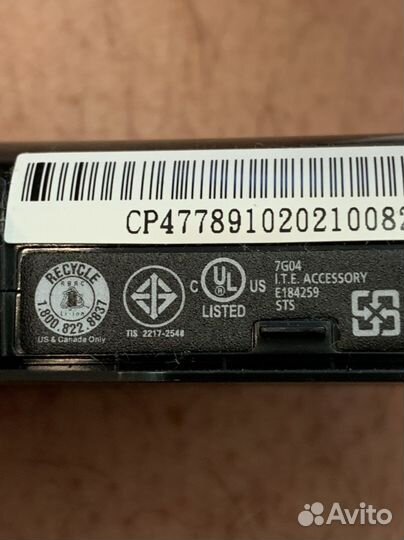 CP4778910202100082
RECYCLE
RBRC
Li-ion
1.800.822.8837
US & Canada Only
TIS 2217-2548
C UL US
LISTED
7G04
I.T.E. ACCESSORY
E184259
STS
Avito